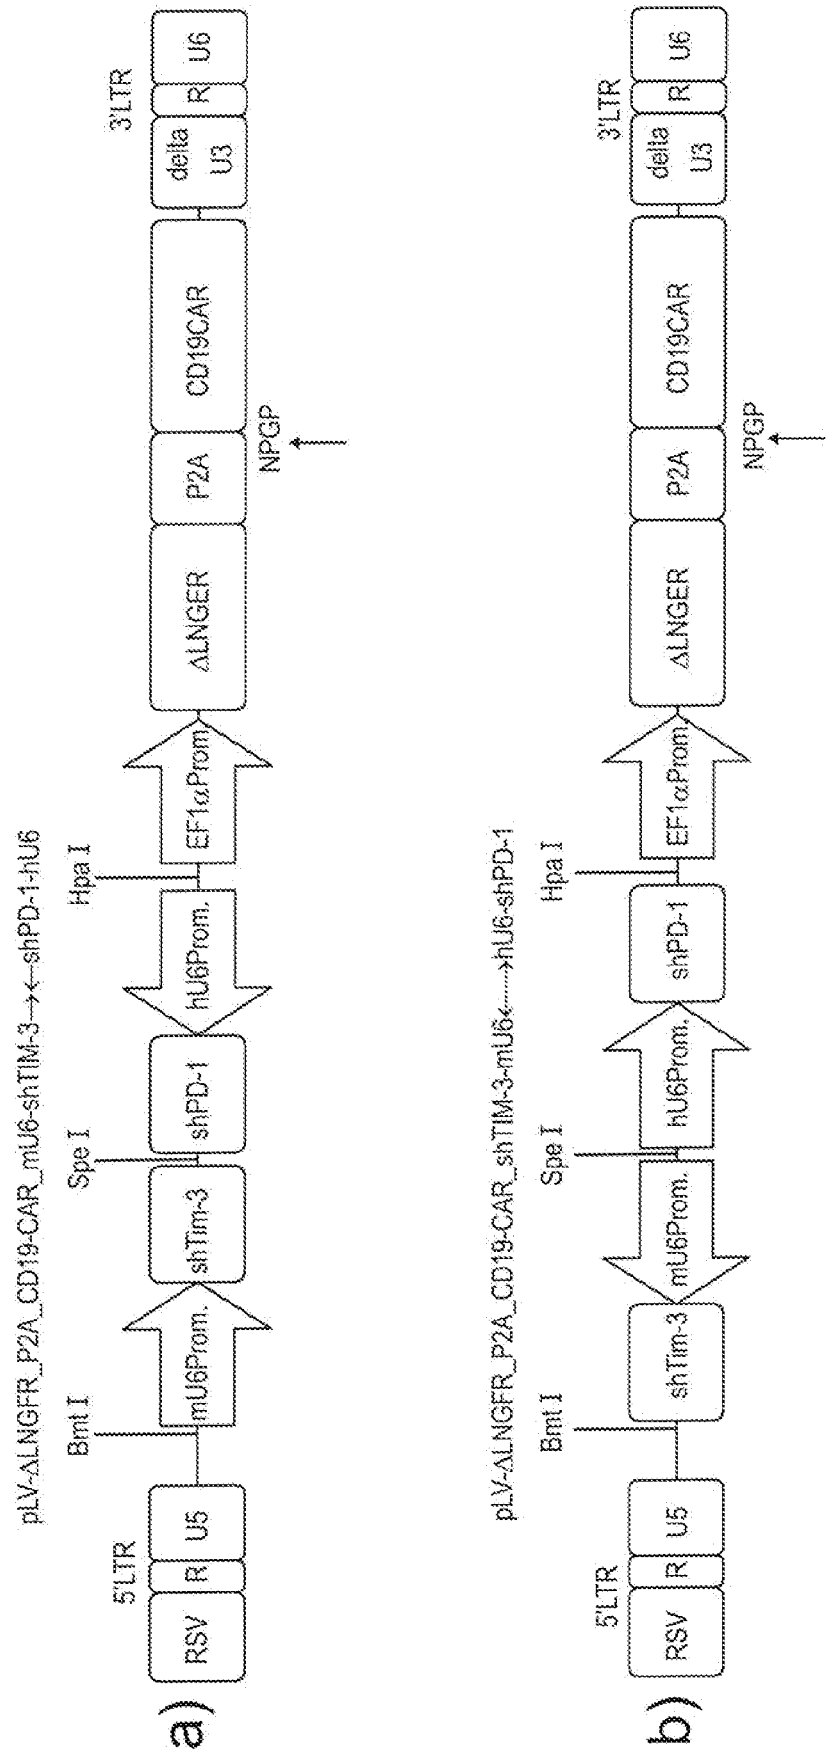 a)
pLV-ΔLNGFR_P2A_CD19-CAR_mU6-shTIM-3→←shPD-1-hU6
5'LTR
Bmt I
Spe I
Hpa I
3'LTR
RSV
R
U5
mU6Prom.
shTim-3
shPD-1
hU6Prom.
EF1αProm.
ΔLNGER
P2A
CD19CAR
delta
U3
R
U6
NPGP
b)
pLV-ΔLNGFR_P2A_CD19-CAR_shTIM-3-mU6←→hU6-shPD-1
5'LTR
Bmt I
Spe I
Hpa I
3'LTR
RSV
R
U5
shTim-3
mU6Prom.
hU6Prom.
shPD-1
EF1αProm.
ΔLNGER
P2A
CD19CAR
delta
U3
R
U6
NPGP